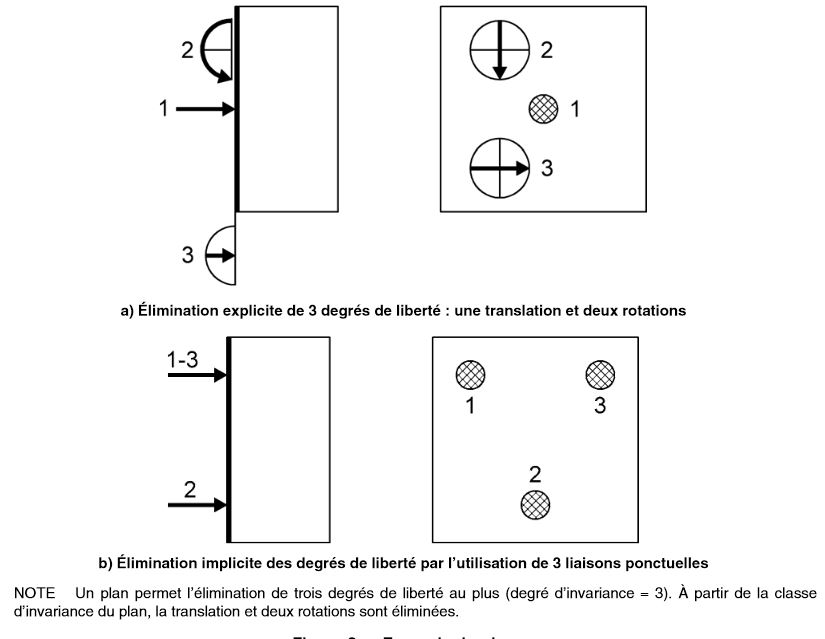 2
2
1
1
3
3
a) Élimination explicite de 3 degrés de liberté : une translation et deux rotations
1-3
1
3
2
2
b) Élimination implicite des degrés de liberté par l’utilisation de 3 liaisons ponctuelles
NOTE Un plan permet l’élimination de trois degrés de liberté au plus (degré d’invariance = 3). À partir de la classe
d’invariance du plan, la translation et deux rotations sont éliminées.